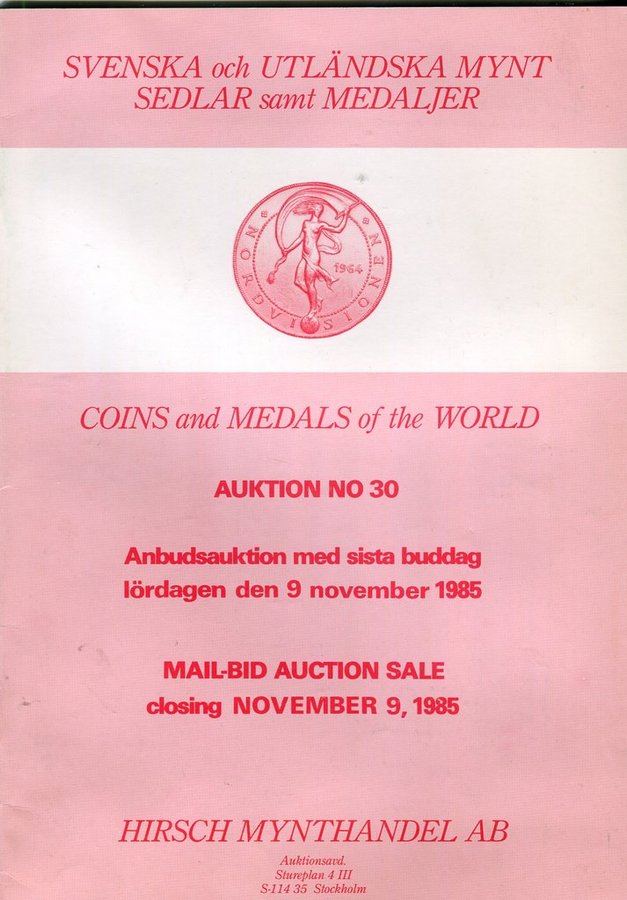 SVENSKA och UTLÄNDSKA MYNT
SEDLAR samt MEDALJER
NORDVISIONEN
1964
COINS and MEDALS of the WORLD
AUKTION NO 30
Anbudsauktion med sista buddag
lördagen den 9 november 1985
MAIL-BID AUCTION SALE
closing NOVEMBER 9, 1985
HIRSCH MYNTHANDEL AB
Auktionsavd.
Stureplan 4 III
S-114 35 Stockholm